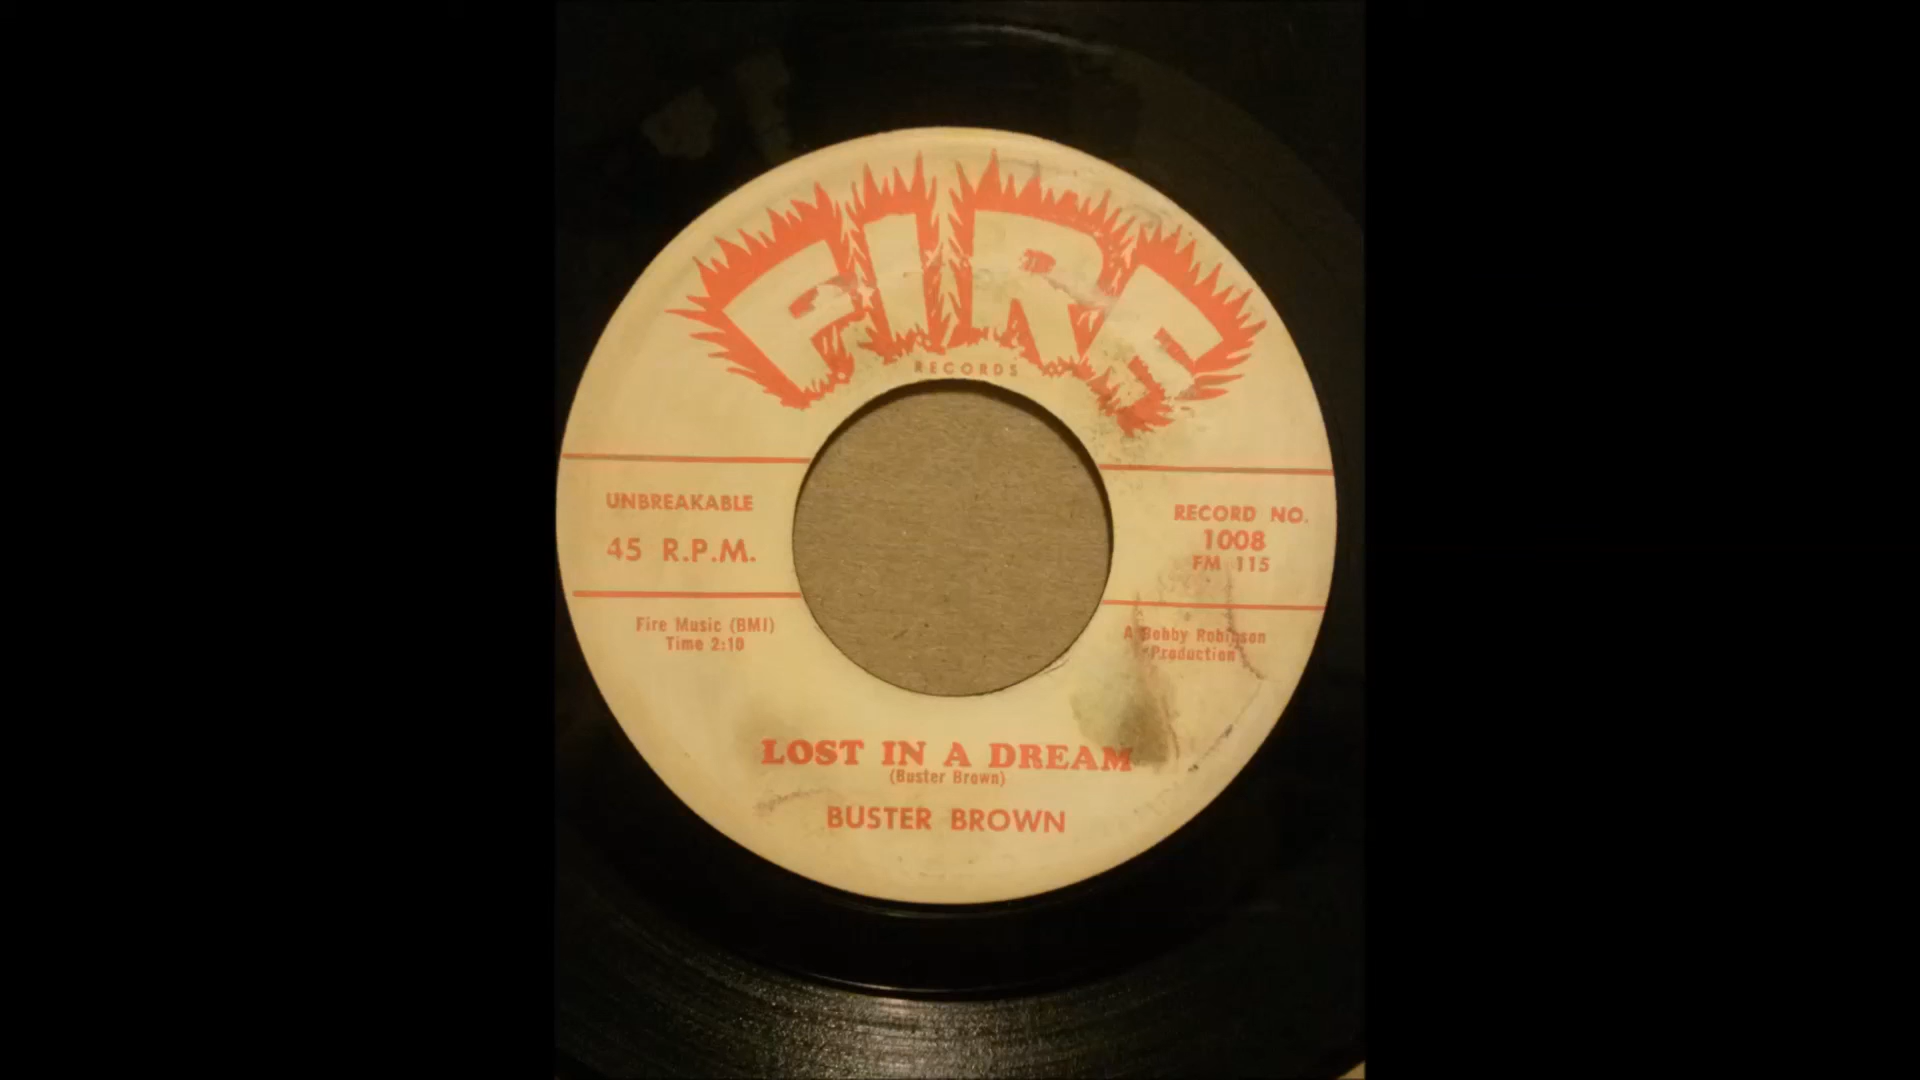 FIRE
RECORDS
UNBREAKABLE
45 R.P.M.
RECORD NO.
1008
FM 115
Fire Music (BMI)
Time 2:10
A Bobby Robinson
Production
LOST IN A DREAM
(Buster Brown)
BUSTER BROWN